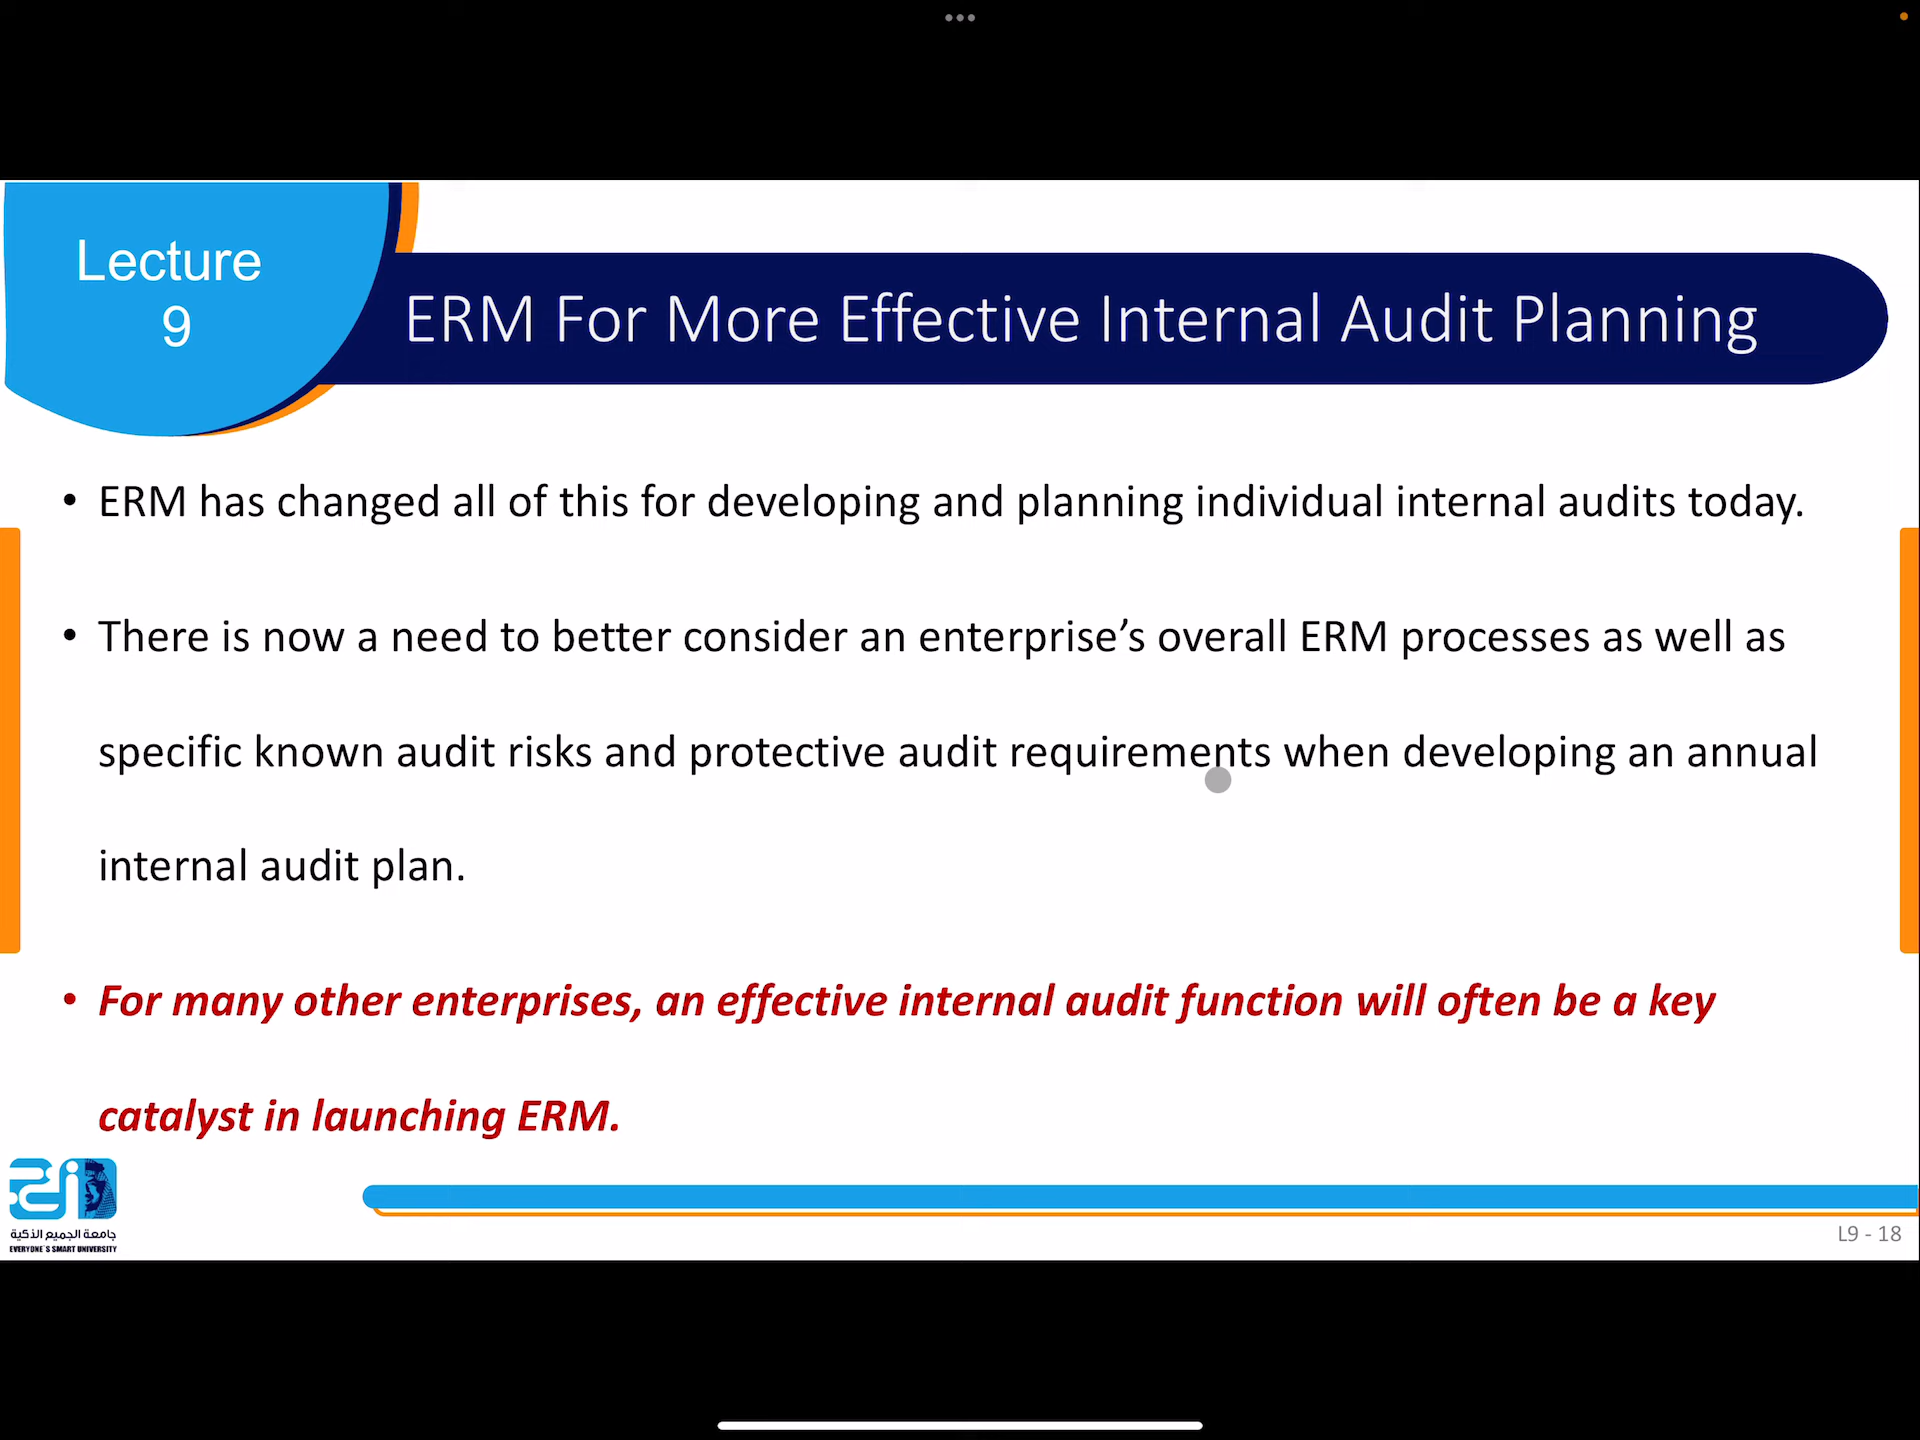 Lecture
9
ERM For More Effective Internal Audit Planning
• ERM has changed all of this for developing and planning individual internal audits today.
• There is now a need to better consider an enterprise’s overall ERM processes as well as
specific known audit risks and protective audit requirements when developing an annual
internal audit plan.
• For many other enterprises, an effective internal audit function will often be a key
catalyst in launching ERM.
جامعة الجميع الذكية
EVERYONE`S SMART UNIVERSITY
L9 - 18